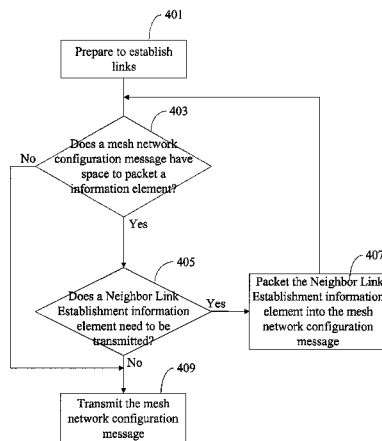 401
Prepare to establish
links
403
Does a mesh network
configuration message have
space to packet a
information element?
No
Yes
405
Does a Neighbor Link
Establishment information
element need to be
transmitted?
Yes
407
Packet the Neighbor Link
Establishment information
element into the mesh
network configuration
message
No
409
Transmit the mesh
network configuration
message